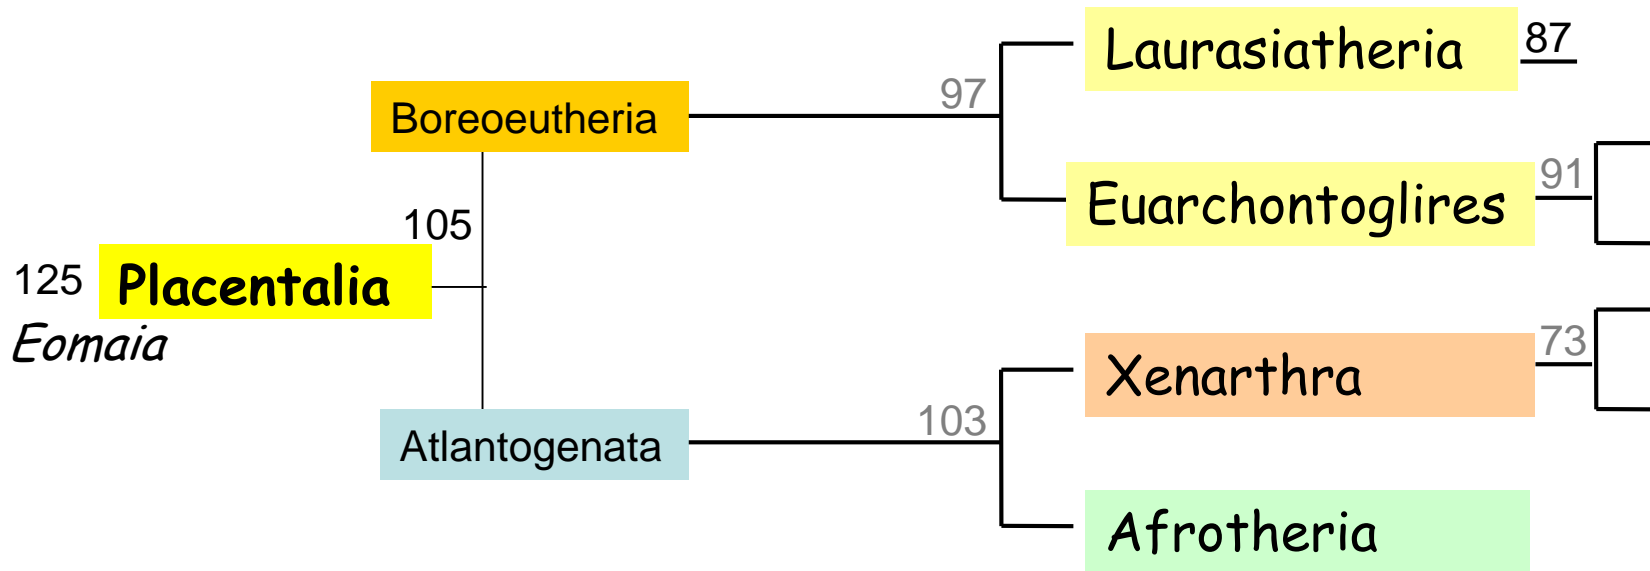 Laurasiatheria 87
97
Boreoeutheria
Euarchontoglires 91
105
125 Placentalia
Eomaia
Xenarthra 73
103
Atlantogenata
Afrotheria